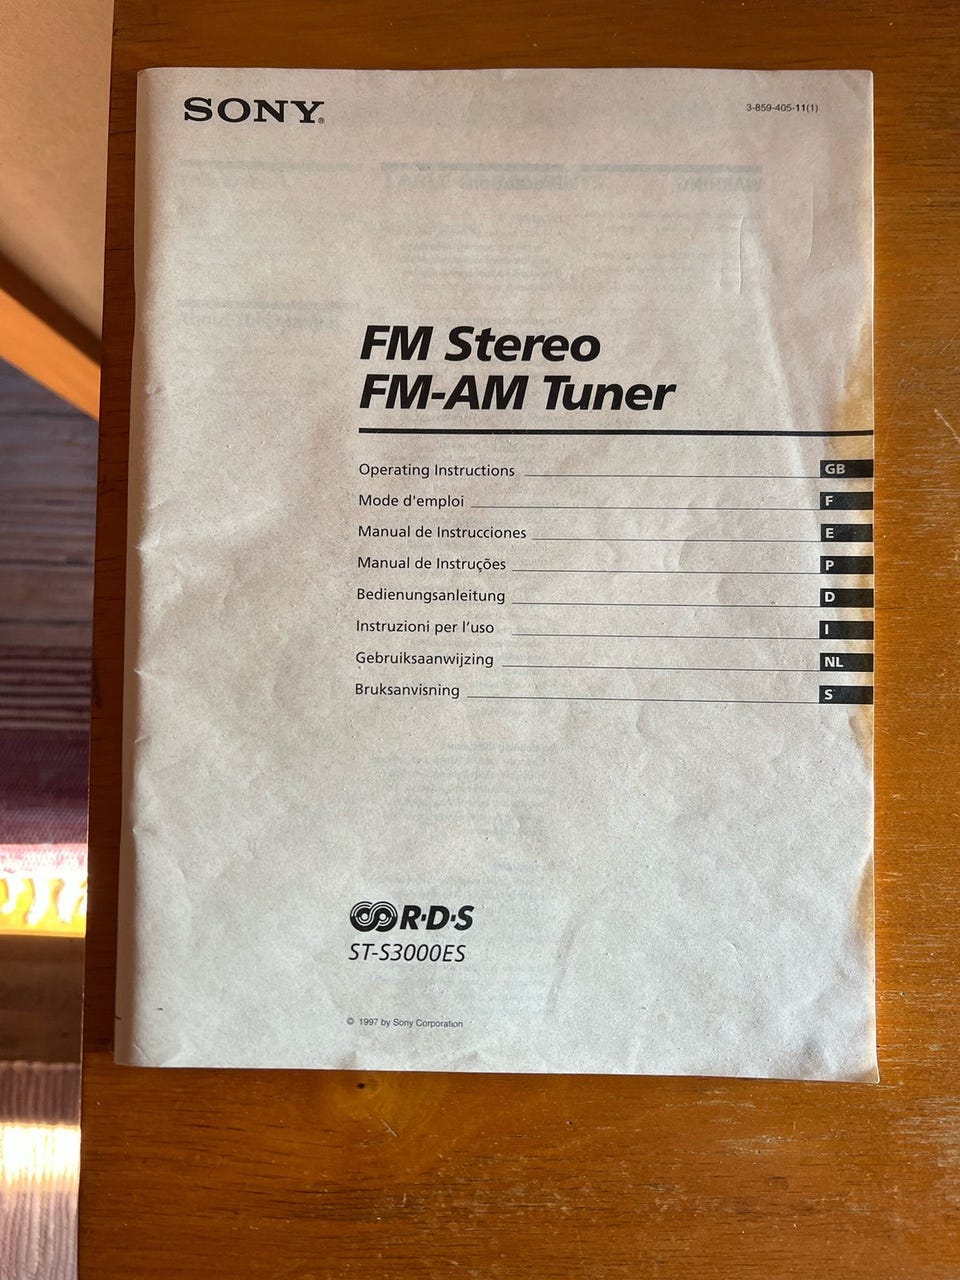 SONY®
3-859-405-11(1)
FM Stereo
FM-AM Tuner
Operating Instructions GB
Mode d'emploi F
Manual de Instrucciones E
Manual de Instruções P
Bedienungsanleitung D
Instruzioni per l'uso I
Gebruiksaanwijzing NL
Bruksanvisning S
R·D·S
ST-S3000ES
© 1997 by Sony Corporation